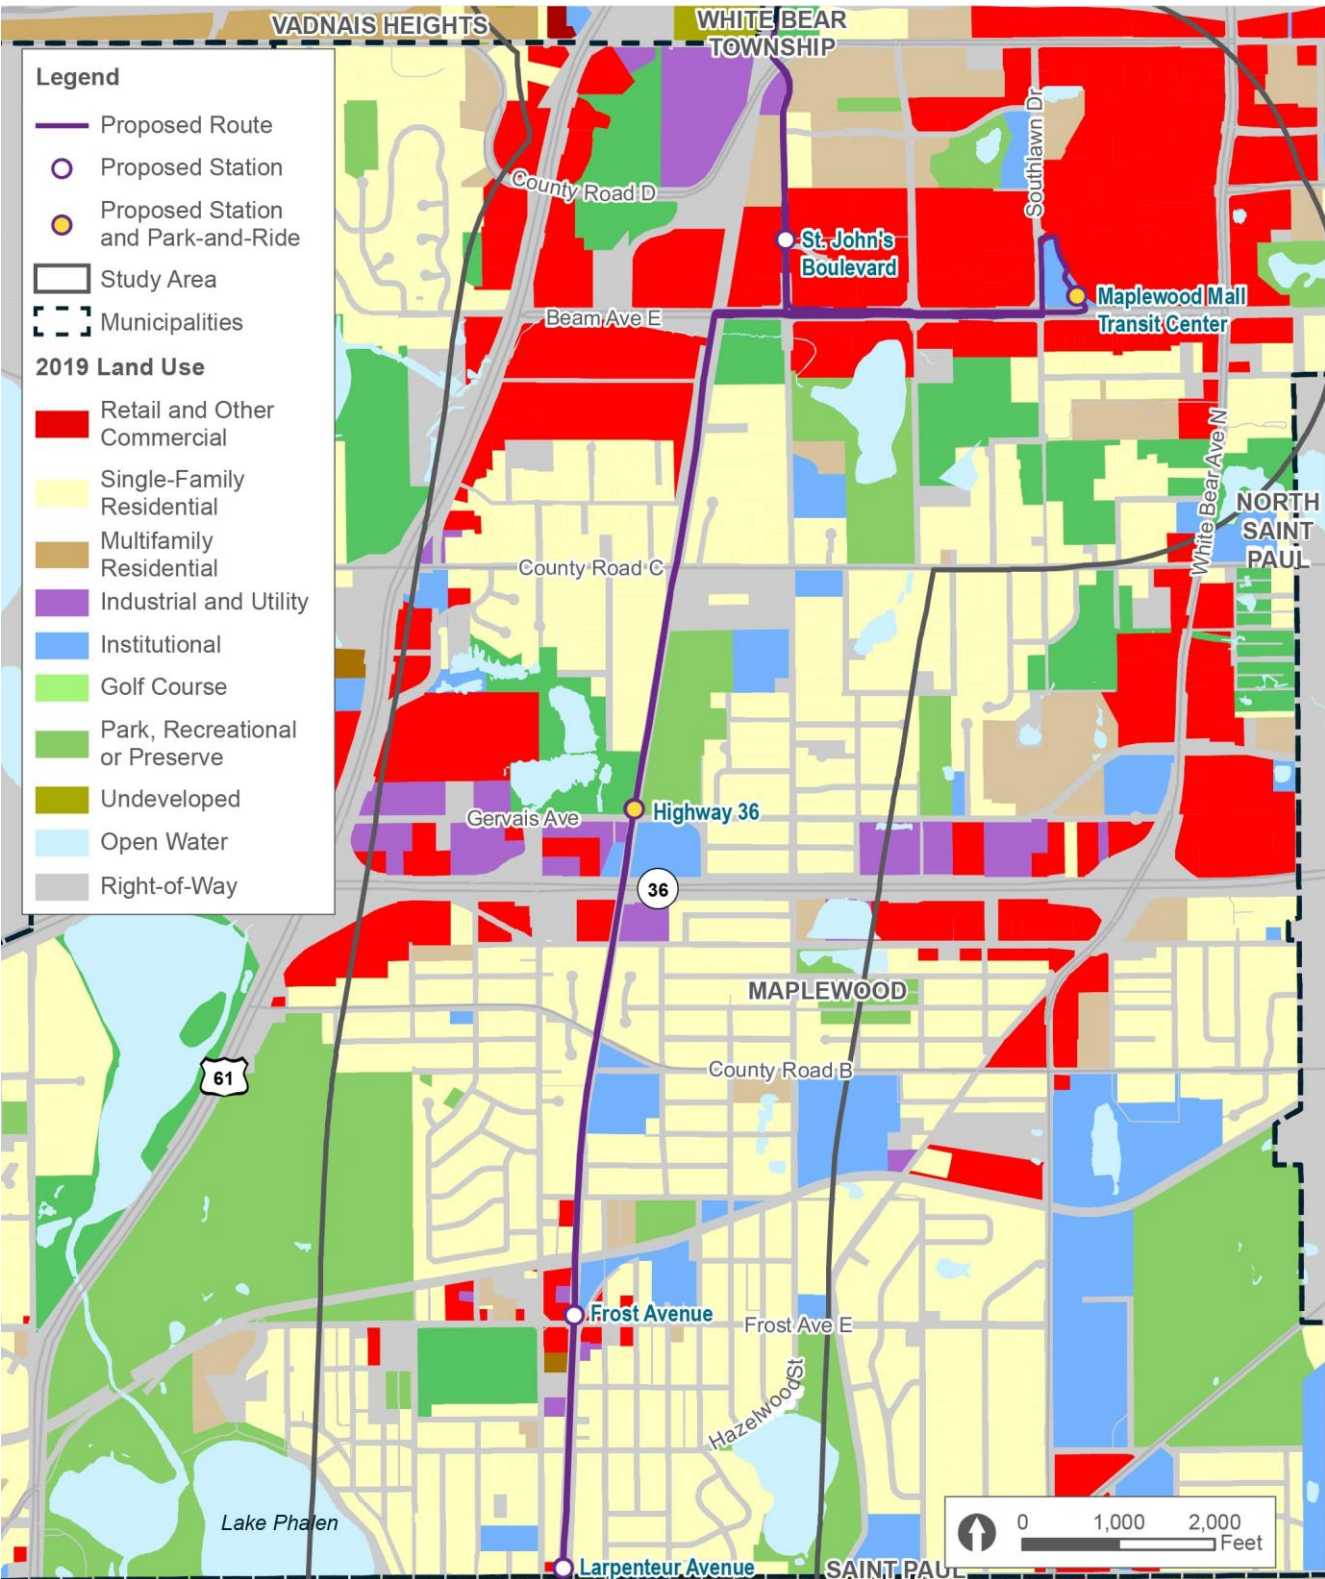 VADNAIS HEIGHTS
WHITE BEAR
TOWNSHIP
Legend
Proposed Route
Proposed Station
Proposed Station
and Park-and-Ride
Study Area
Municipalities
2019 Land Use
Retail and Other
Commercial
Single-Family
Residential
Multifamily
Residential
Industrial and Utility
Institutional
Golf Course
Park, Recreational
or Preserve
Undeveloped
Open Water
Right-of-Way
County Road D
Southlawn Dr
St. John's
Boulevard
Maplewood Mall
Transit Center
Beam Ave E
White Bear Ave N
NORTH
SAINT
PAUL
County Road C
Gervais Ave
Highway 36
36
MAPLEWOOD
61
County Road B
Frost Avenue
Frost Ave E
Hazelwood St
Lake Phalen
Larpenteur Avenue
SAINT PAUL
0 1,000 2,000
Feet